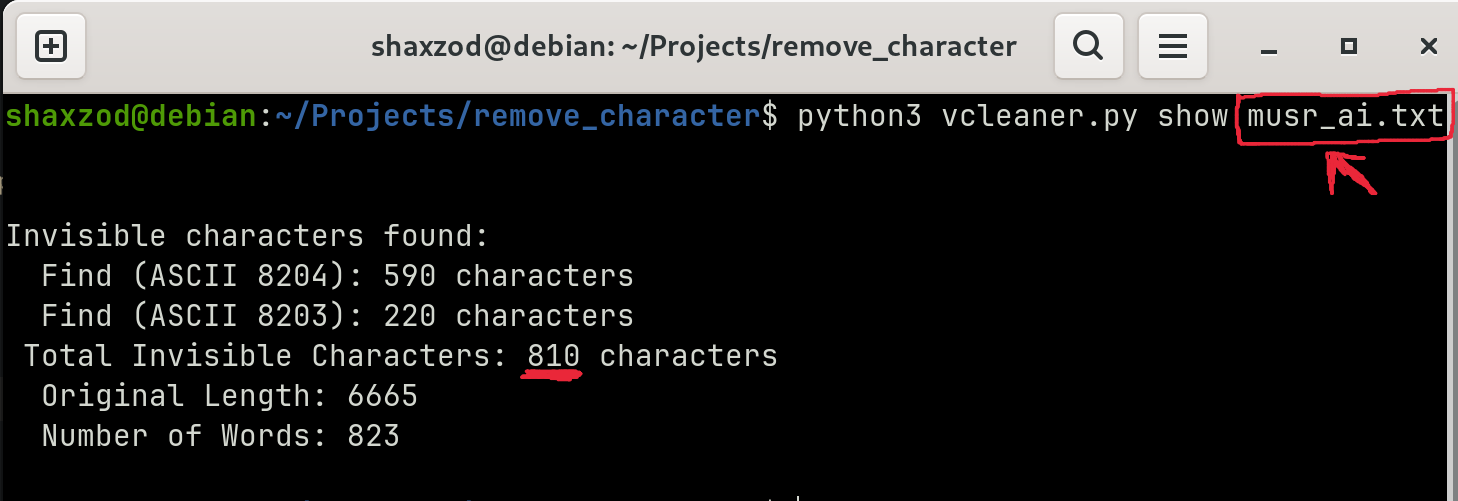 shaxzod@debian: ~/Projects/remove_character
shaxzod@debian:~/Projects/remove_character$ python3 vcleaner.py show musr_ai.txt
Invisible characters found:
Find (ASCII 8204): 590 characters
Find (ASCII 8203): 220 characters
Total Invisible Characters: 810 characters
Original Length: 6665
Number of Words: 823